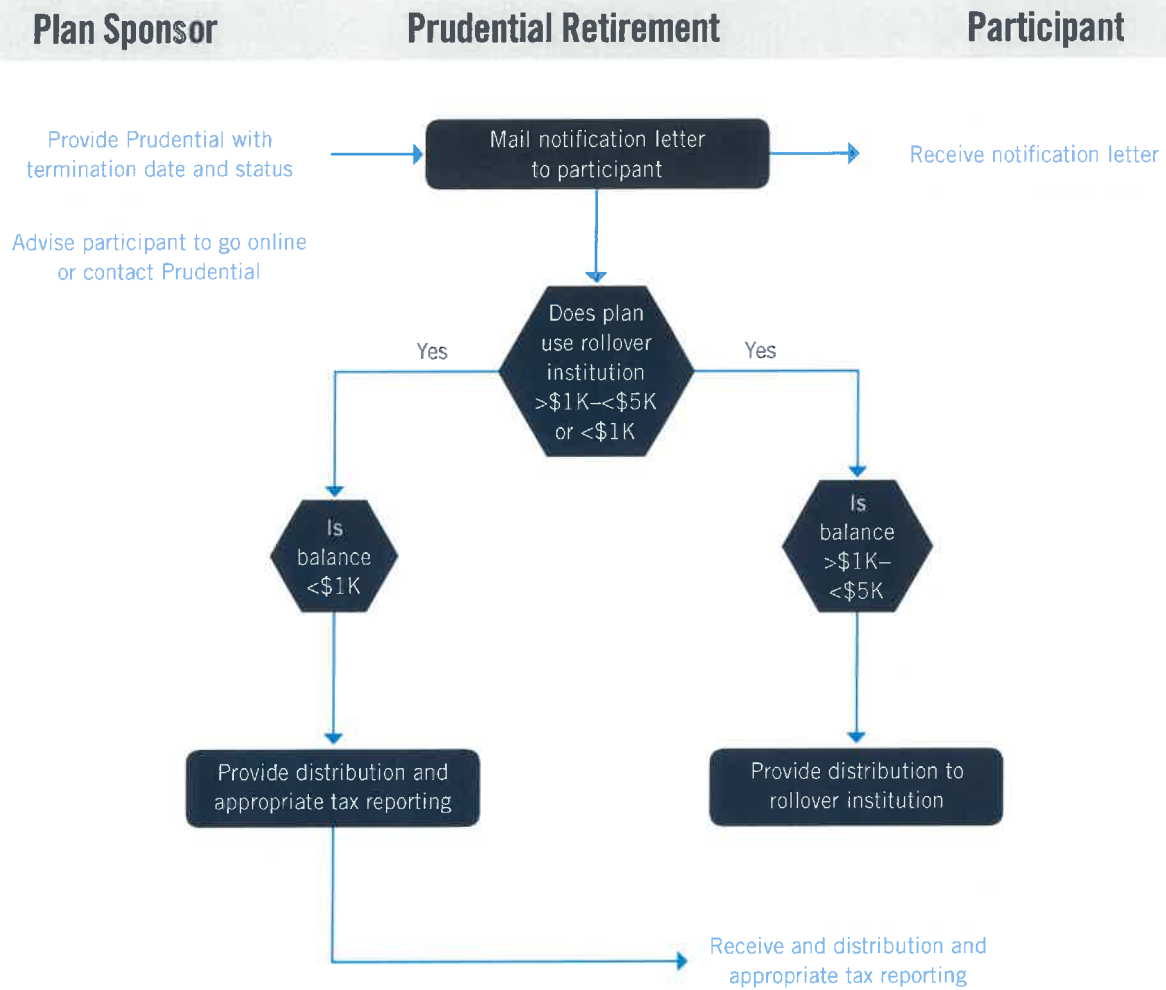 Plan Sponsor
Prudential Retirement
Participant
Provide Prudential with
termination date and status
Mail notification letter
to participant
Receive notification letter
Advise participant to go online
or contact Prudential
Does plan
use rollover
institution
>$1K–<$5K
or <$1K
Yes
Yes
Is
balance
<$1K
Is
balance
>$1K–
<$5K
Provide distribution and
appropriate tax reporting
Provide distribution to
rollover institution
Receive and distribution and
appropriate tax reporting